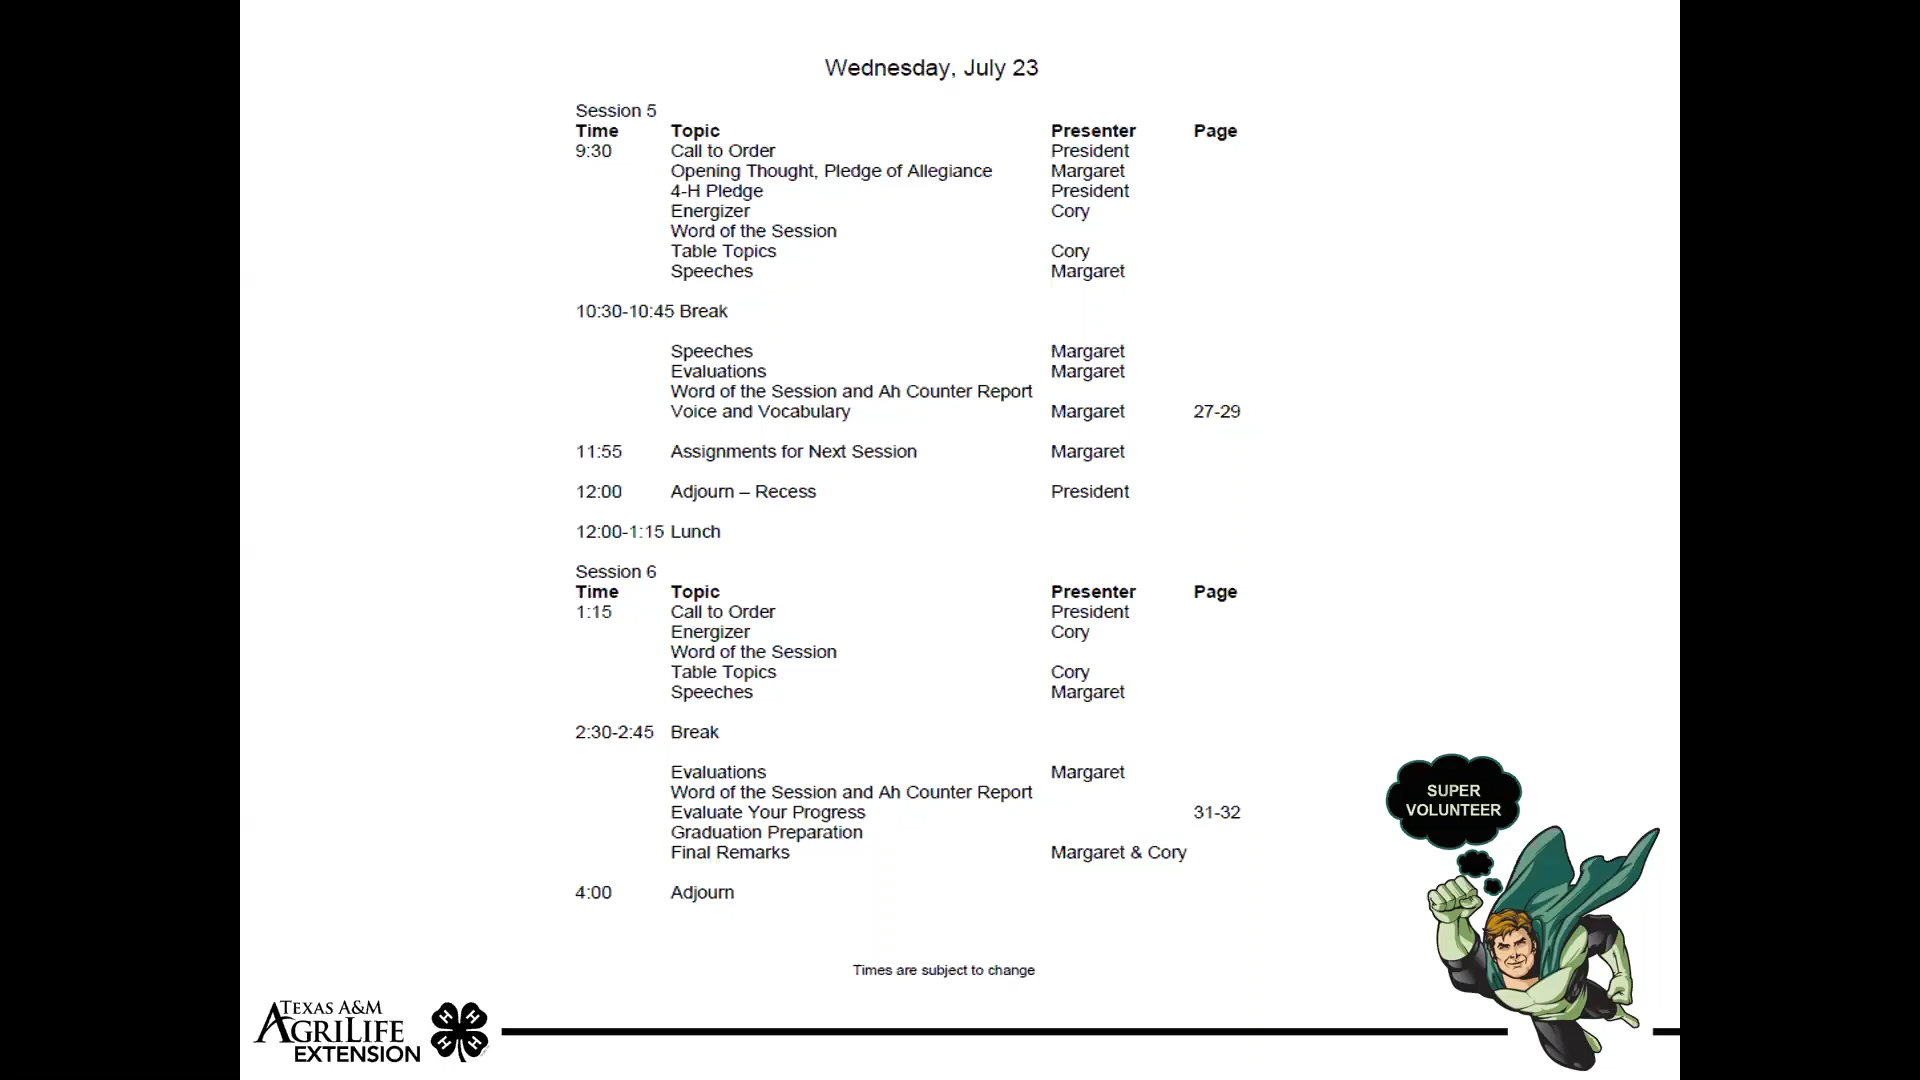 Wednesday, July 23
Session 5
Time Topic Presenter Page
9:30 Call to Order President
Opening Thought, Pledge of Allegiance Margaret
4-H Pledge President
Energizer Cory
Word of the Session
Table Topics Cory
Speeches Margaret
10:30-10:45 Break
Speeches Margaret
Evaluations Margaret
Word of the Session and Ah Counter Report
Voice and Vocabulary Margaret 27-29
11:55 Assignments for Next Session Margaret
12:00 Adjourn – Recess President
12:00-1:15 Lunch
Session 6
Time Topic Presenter Page
1:15 Call to Order President
Energizer Cory
Word of the Session
Table Topics Cory
Speeches Margaret
2:30-2:45 Break
Evaluations Margaret
Word of the Session and Ah Counter Report
Evaluate Your Progress 31-32
Graduation Preparation
Final Remarks Margaret & Cory
4:00 Adjourn
Times are subject to change
SUPER
VOLUNTEER
TEXAS A&M
AGRILIFE
EXTENSION
H H
H H